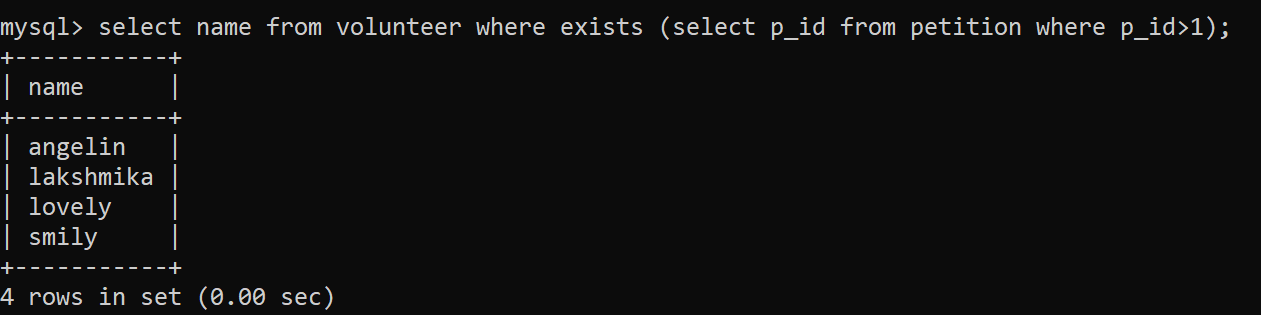 mysql> select name from volunteer where exists (select p_id from petition where p_id>1);
+-----------+
| name      |
+-----------+
| angelin   |
| lakshmika |
| lovely    |
| smily     |
+-----------+
4 rows in set (0.00 sec)